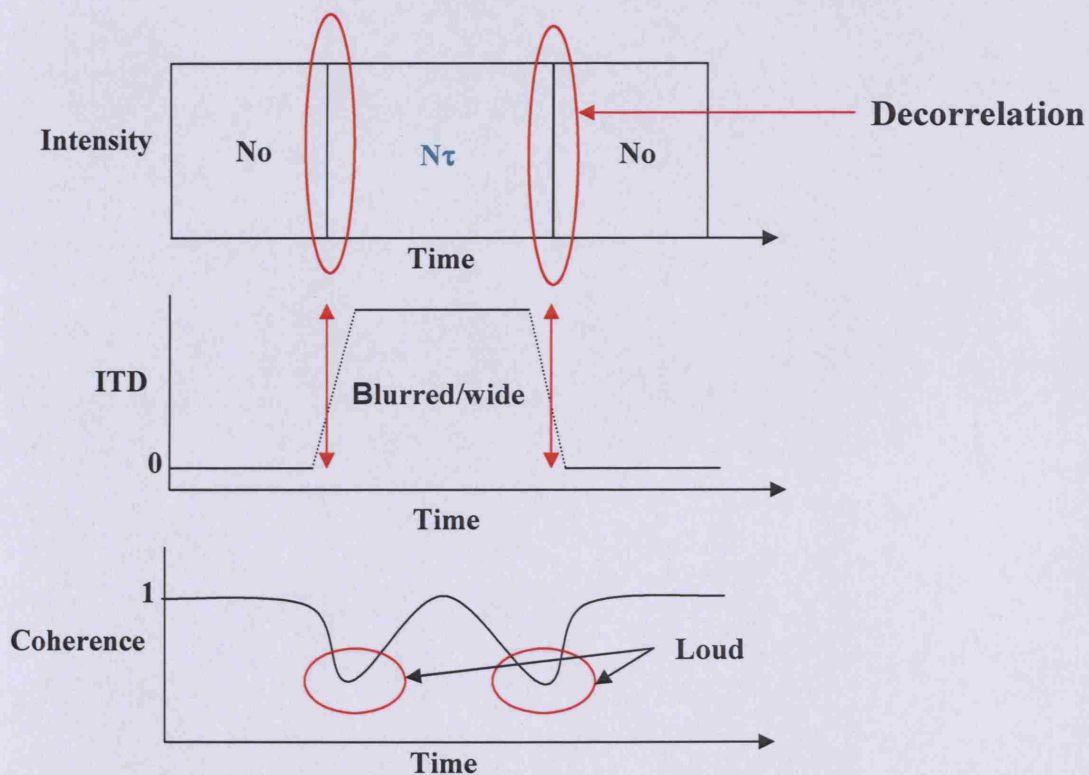 Decorrelation
Intensity
No
Nτ
No
Time
ITD
Blurred/wide
0
Time
1
Coherence
Loud
Time